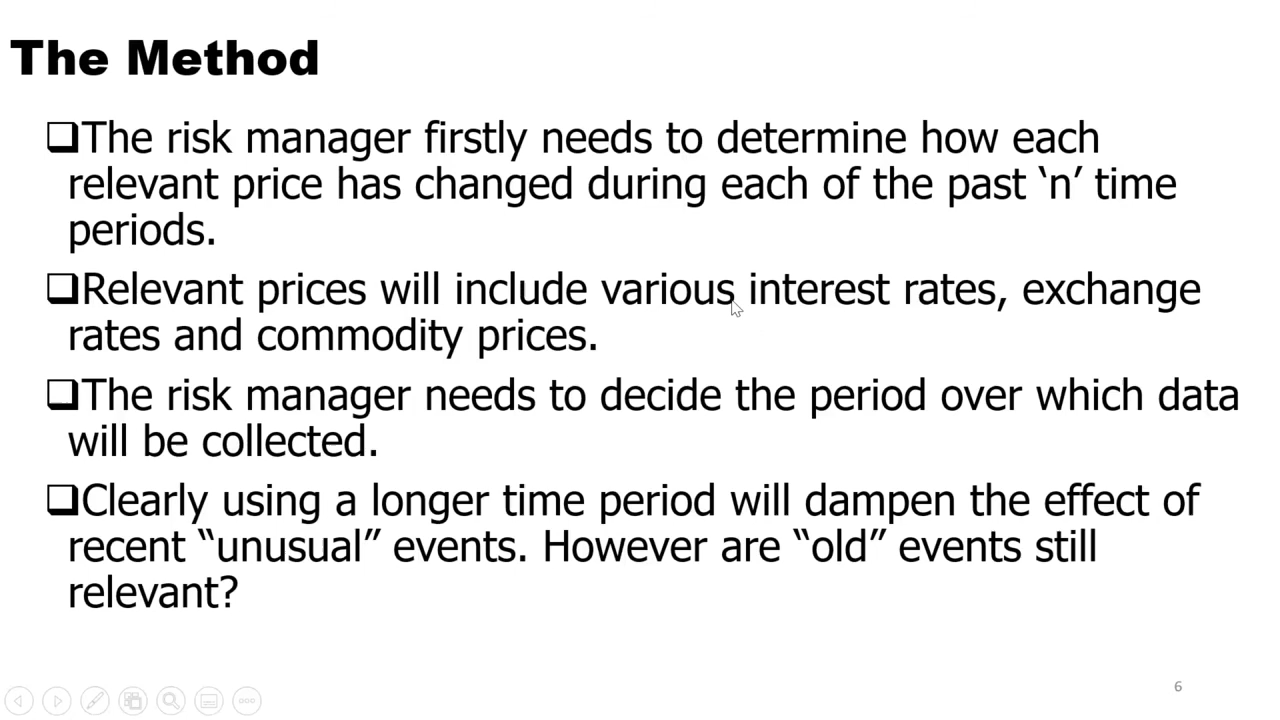 The Method
❑The risk manager firstly needs to determine how each
relevant price has changed during each of the past ‘n’ time
periods.
❑Relevant prices will include various interest rates, exchange
rates and commodity prices.
❑The risk manager needs to decide the period over which data
will be collected.
❑Clearly using a longer time period will dampen the effect of
recent “unusual” events. However are “old” events still
relevant?
6